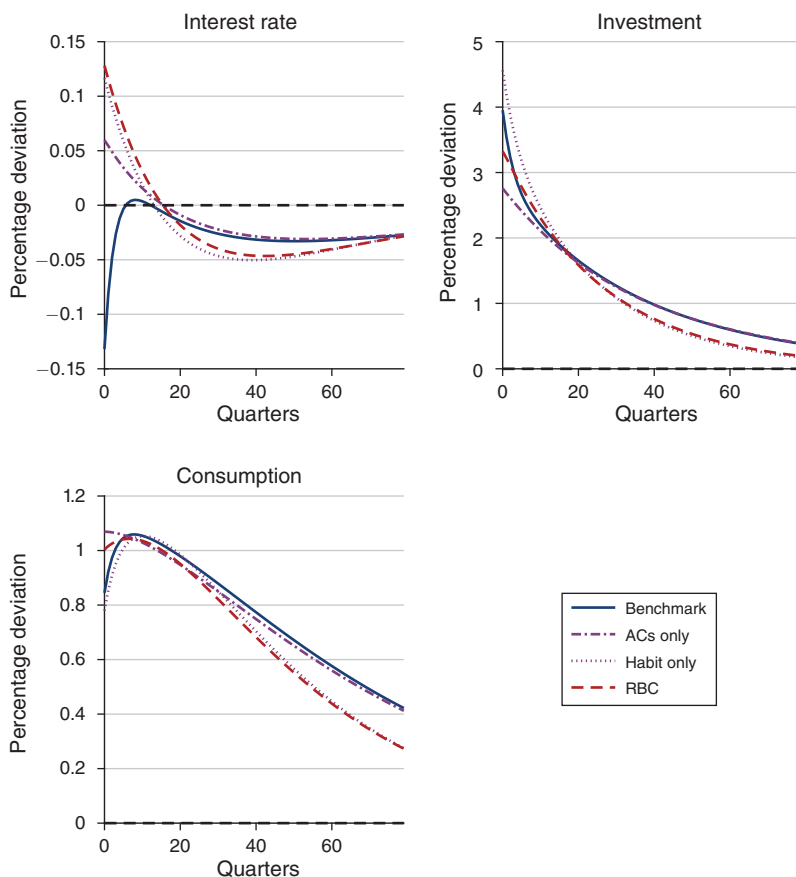 Interest rate
Percentage deviation
0.15
0.1
0.05
0
−0.05
−0.1
−0.15
0
20
40
60
Quarters
Investment
Percentage deviation
5
4
3
2
1
0
0
20
40
60
Quarters
Consumption
Percentage deviation
1.2
1
0.8
0.6
0.4
0.2
0
0
20
40
60
Quarters
Benchmark
ACs only
Habit only
RBC